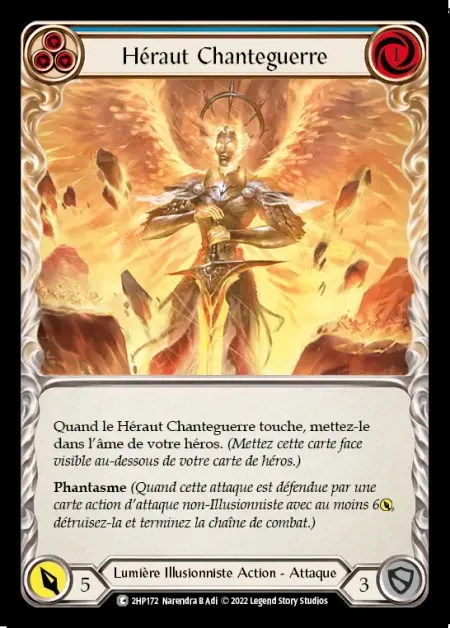 Héraut Chanteguerre
1
Quand le Héraut Chanteguerre touche, mettez-le
dans l'âme de votre héros. (Mettez cette carte face
visible au-dessous de votre carte de héros.)
Phantasme (Quand cette attaque est défendue par une
carte action d'attaque non-Illusionniste avec au moins 6,
détruisez-la et terminez la chaîne de combat.)
5
Lumière Illusionniste Action - Attaque
3
C 2HP172 Narendra B Adi © 2022 Legend Story Studios